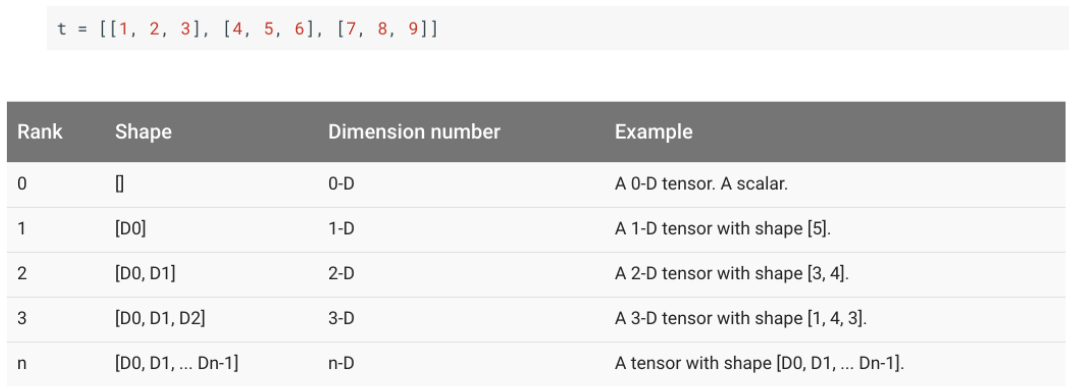 t = [[1, 2, 3], [4, 5, 6], [7, 8, 9]]
Rank Shape Dimension number Example
0 [] 0-D A 0-D tensor. A scalar.
1 [D0] 1-D A 1-D tensor with shape [5].
2 [D0, D1] 2-D A 2-D tensor with shape [3, 4].
3 [D0, D1, D2] 3-D A 3-D tensor with shape [1, 4, 3].
n [D0, D1, ... Dn-1] n-D A tensor with shape [D0, D1, ... Dn-1].